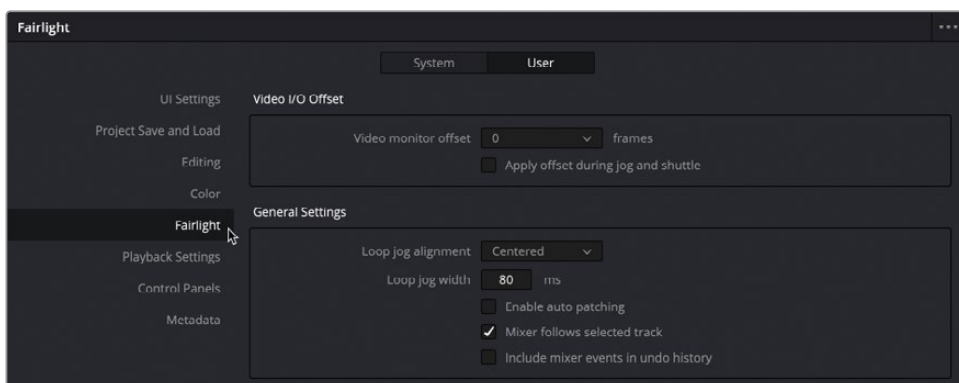 Fairlight
System User
UI Settings
Project Save and Load
Editing
Color
Fairlight
Playback Settings
Control Panels
Metadata
Video I/O Offset
Video monitor offset 0 frames
Apply offset during jog and shuttle
General Settings
Loop jog alignment Centered
Loop jog width 80 ms
Enable auto patching
Mixer follows selected track
Include mixer events in undo history